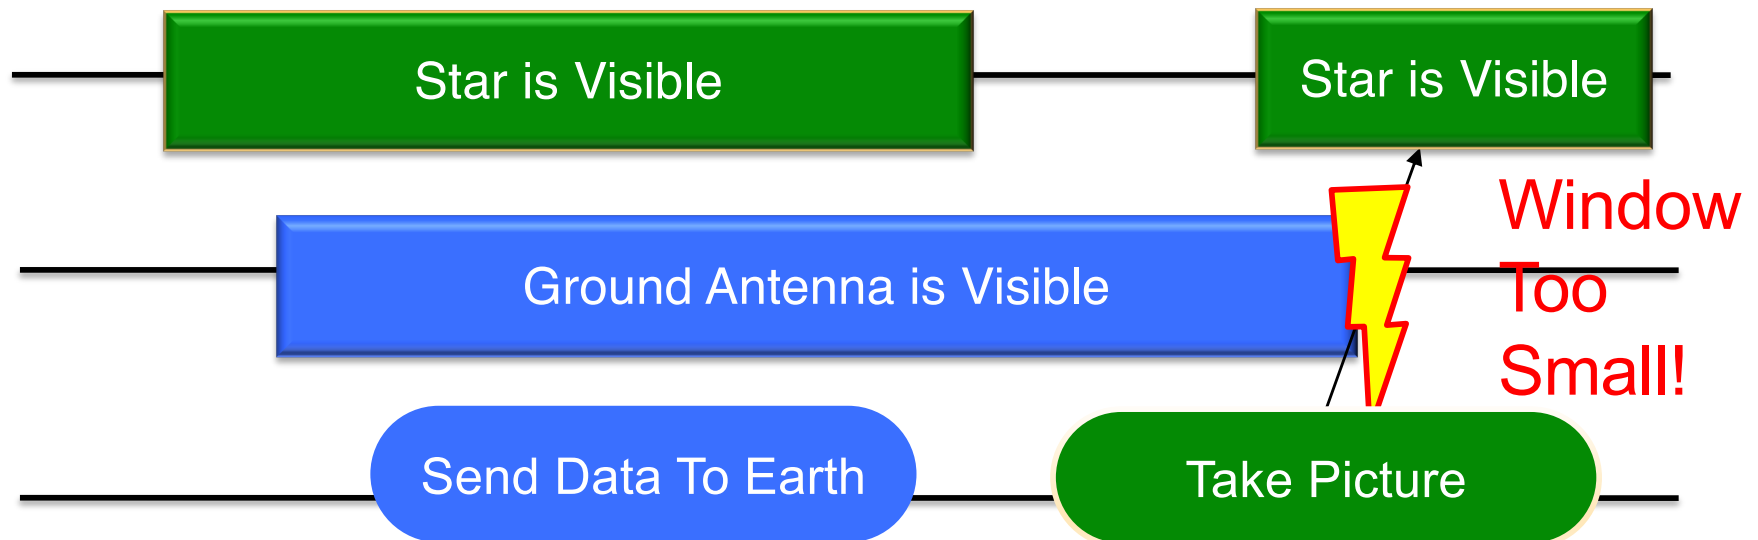 Star is Visible
Star is Visible
Ground Antenna is Visible
Window
Too
Small!
Send Data To Earth
Take Picture